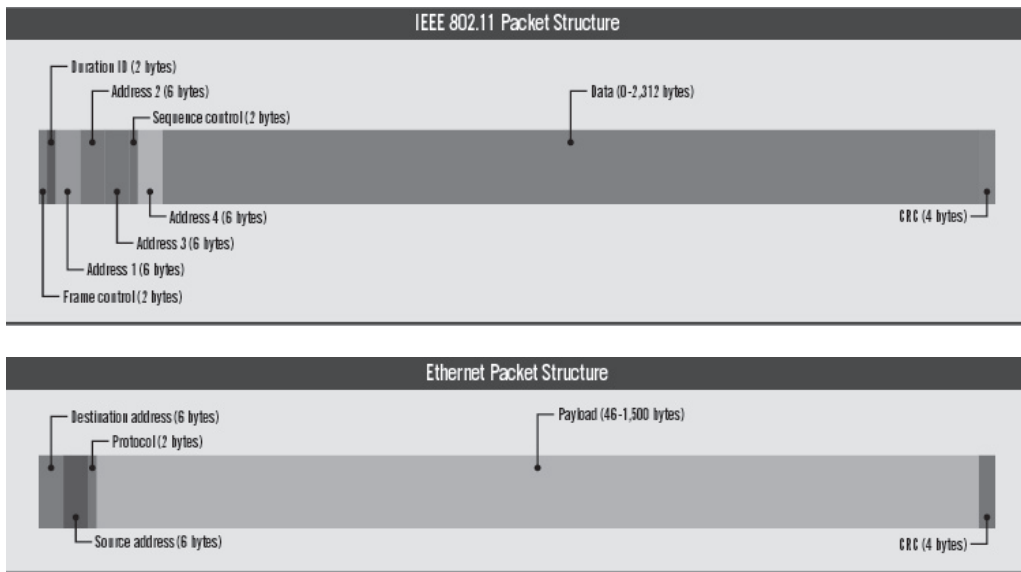 IEEE 802.11 Packet Structure
Duration ID (2 bytes)
Address 2 (6 bytes)
Data (0-2,312 bytes)
Sequence control (2 bytes)
Address 4 (6 bytes)
CRC (4 bytes)
Address 3 (6 bytes)
Address 1 (6 bytes)
Frame control (2 bytes)
Ethernet Packet Structure
Destination address (6 bytes)
Payload (46-1,500 bytes)
Protocol (2 bytes)
Source address (6 bytes)
CRC (4 bytes)